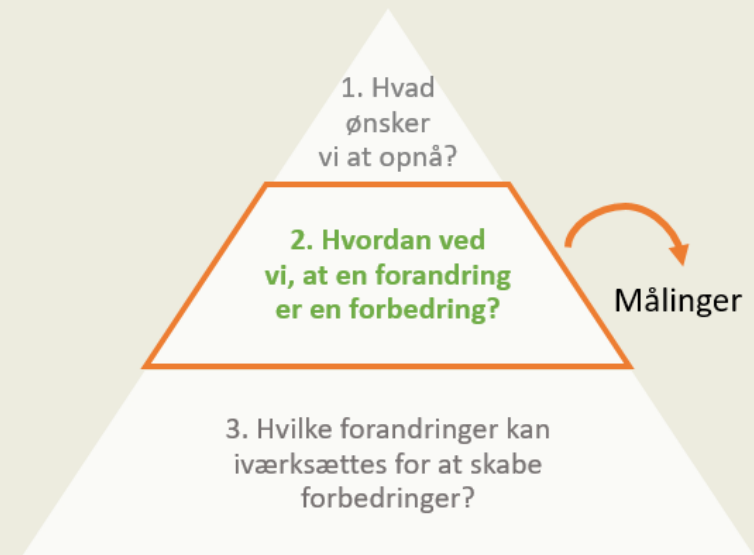 1. Hvad
ønsker
vi at opnå?
2. Hvordan ved
vi, at en forandring
er en forbedring?
Målinger
3. Hvilke forandringer kan
iværksættes for at skabe
forbedringer?